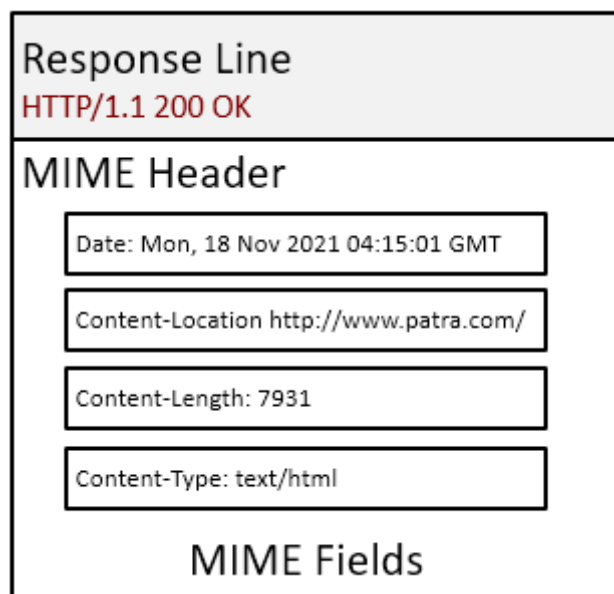 Response Line
HTTP/1.1 200 OK
MIME Header
Date: Mon, 18 Nov 2021 04:15:01 GMT
Content-Location http://www.patra.com/
Content-Length: 7931
Content-Type: text/html
MIME Fields